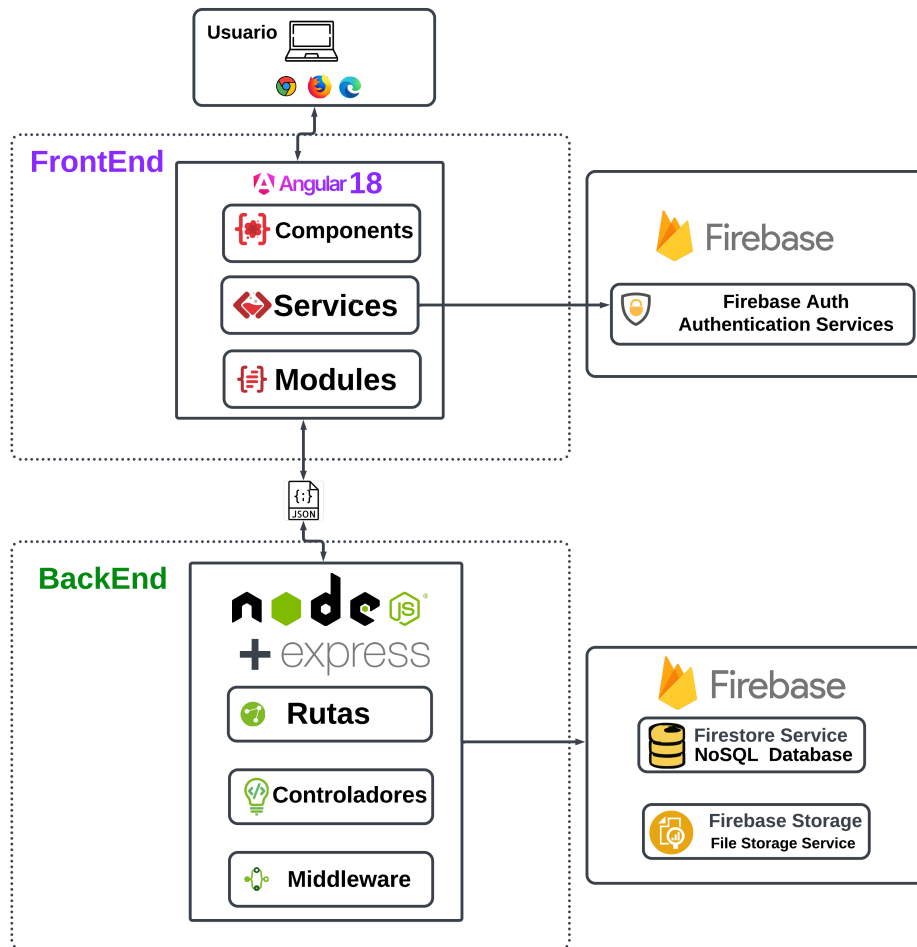 Usuario
FrontEnd
Angular 18
Components
Services
Modules
Firebase
Firebase Auth
Authentication Services
{;}
JSON
BackEnd
node
JS
®
+ express
Rutas
Controladores
</>
Middleware
Firebase
Firestore Service
NoSQL Database
Firebase Storage
File Storage Service